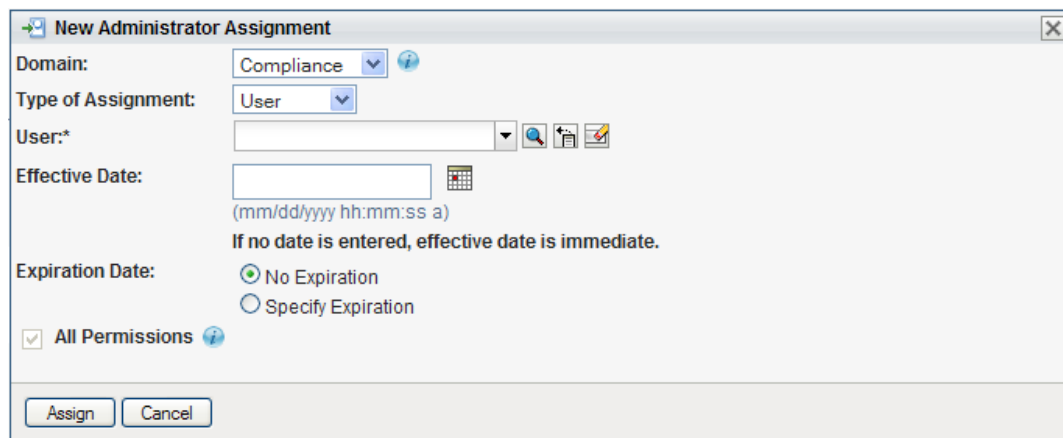 New Administrator Assignment
Domain: Compliance
Type of Assignment: User
User:*
Effective Date:
(mm/dd/yyyy hh:mm:ss a)
If no date is entered, effective date is immediate.
Expiration Date: No Expiration
Specify Expiration
All Permissions
Assign Cancel